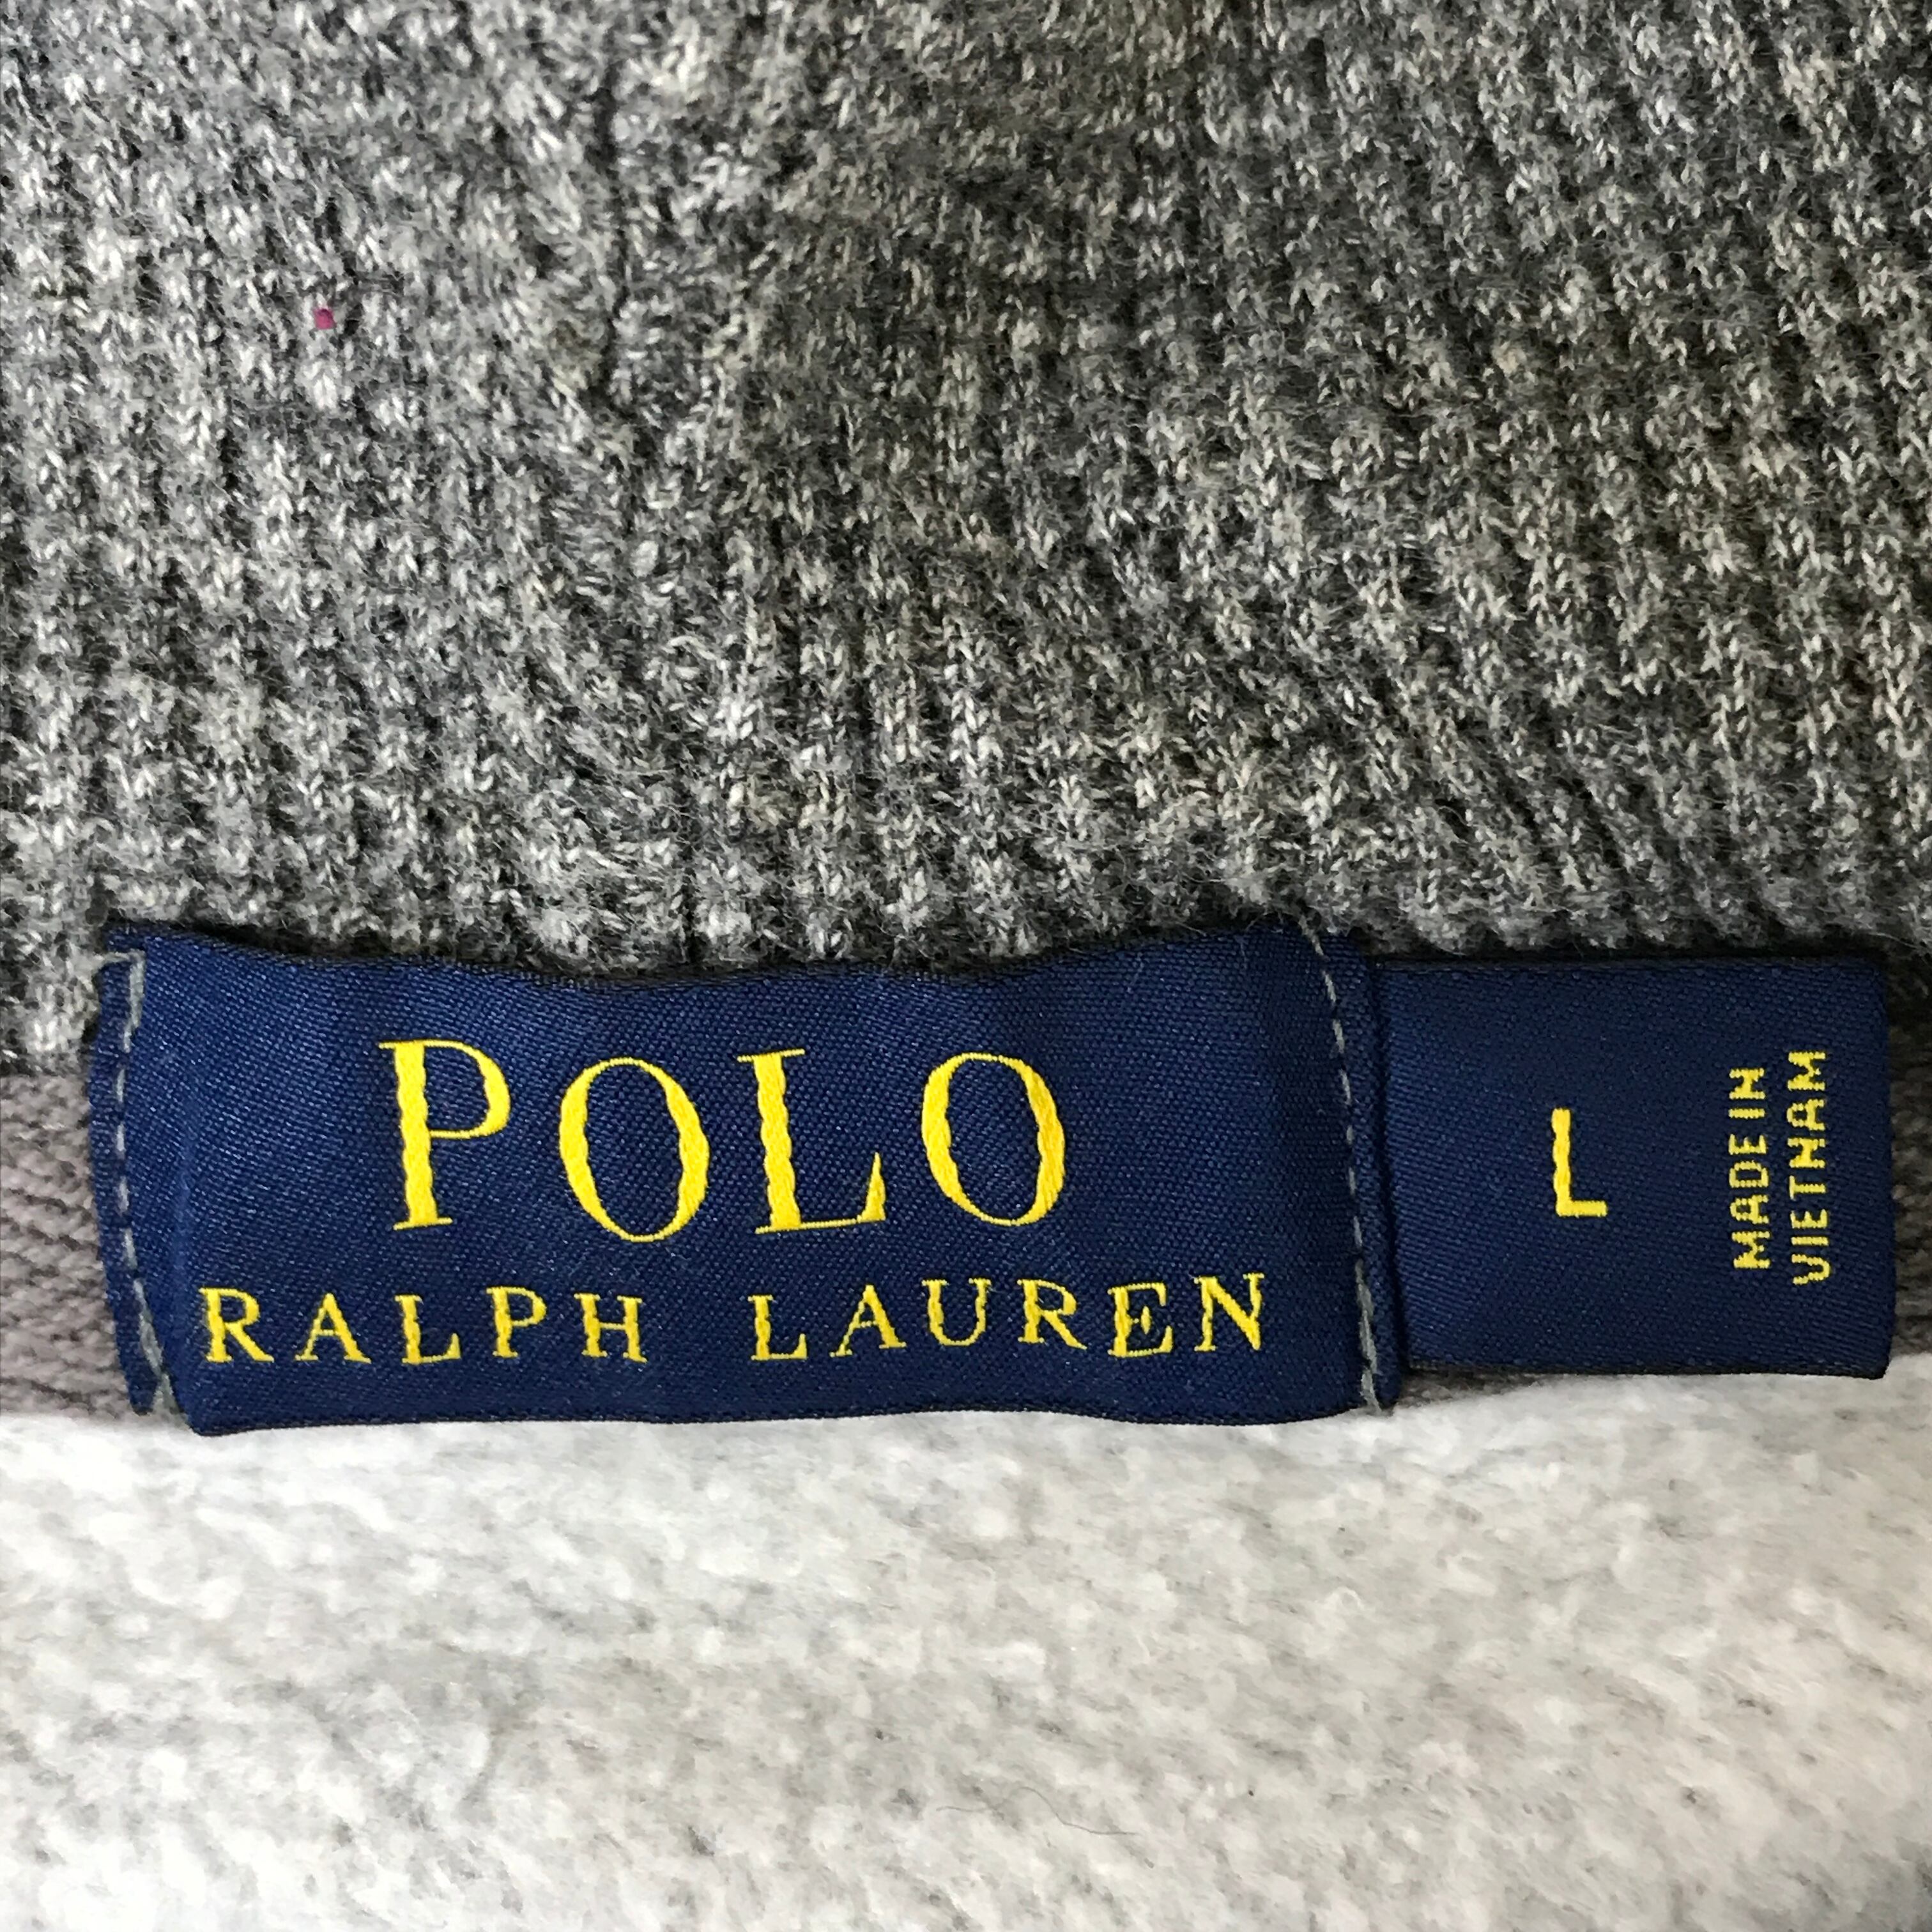 POLO
RALPH LAUREN
L
MADE IN
VIETNAM